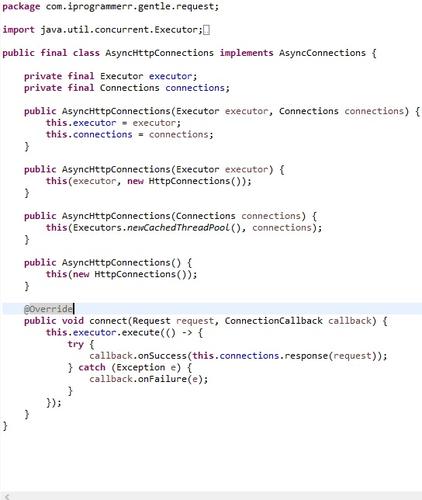 package com.iprogrammerr.gentle.request;
import java.util.concurrent.Executor;
public final class AsyncHttpConnections implements AsyncConnections {
private final Executor executor;
private final Connections connections;
public AsyncHttpConnections(Executor executor, Connections connections) {
this.executor = executor;
this.connections = connections;
}
public AsyncHttpConnections(Executor executor) {
this(executor, new HttpConnections());
}
public AsyncHttpConnections(Connections connections) {
this(Executors.newCachedThreadPool(), connections);
}
public AsyncHttpConnections() {
this(new HttpConnections());
}
@Override
public void connect(Request request, ConnectionCallback callback) {
this.executor.execute(() -> {
try {
callback.onSuccess(this.connections.response(request));
} catch (Exception e) {
callback.onFailure(e);
}
});
}
}